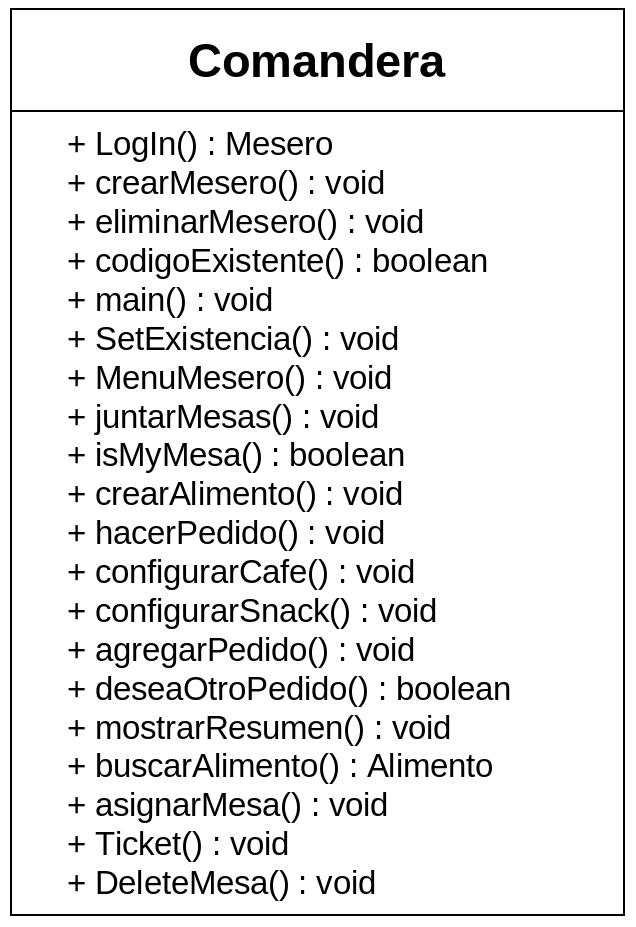 Comandera
+ LogIn() : Mesero
+ crearMesero() : void
+ eliminarMesero() : void
+ codigoExistente() : boolean
+ main() : void
+ SetExistencia() : void
+ MenuMesero() : void
+ juntarMesas() : void
+ isMyMesa() : boolean
+ crearAlimento() : void
+ hacerPedido() : void
+ configurarCafe() : void
+ configurarSnack() : void
+ agregarPedido() : void
+ deseaOtroPedido() : boolean
+ mostrarResumen() : void
+ buscarAlimento() : Alimento
+ asignarMesa() : void
+ Ticket() : void
+ DeleteMesa() : void